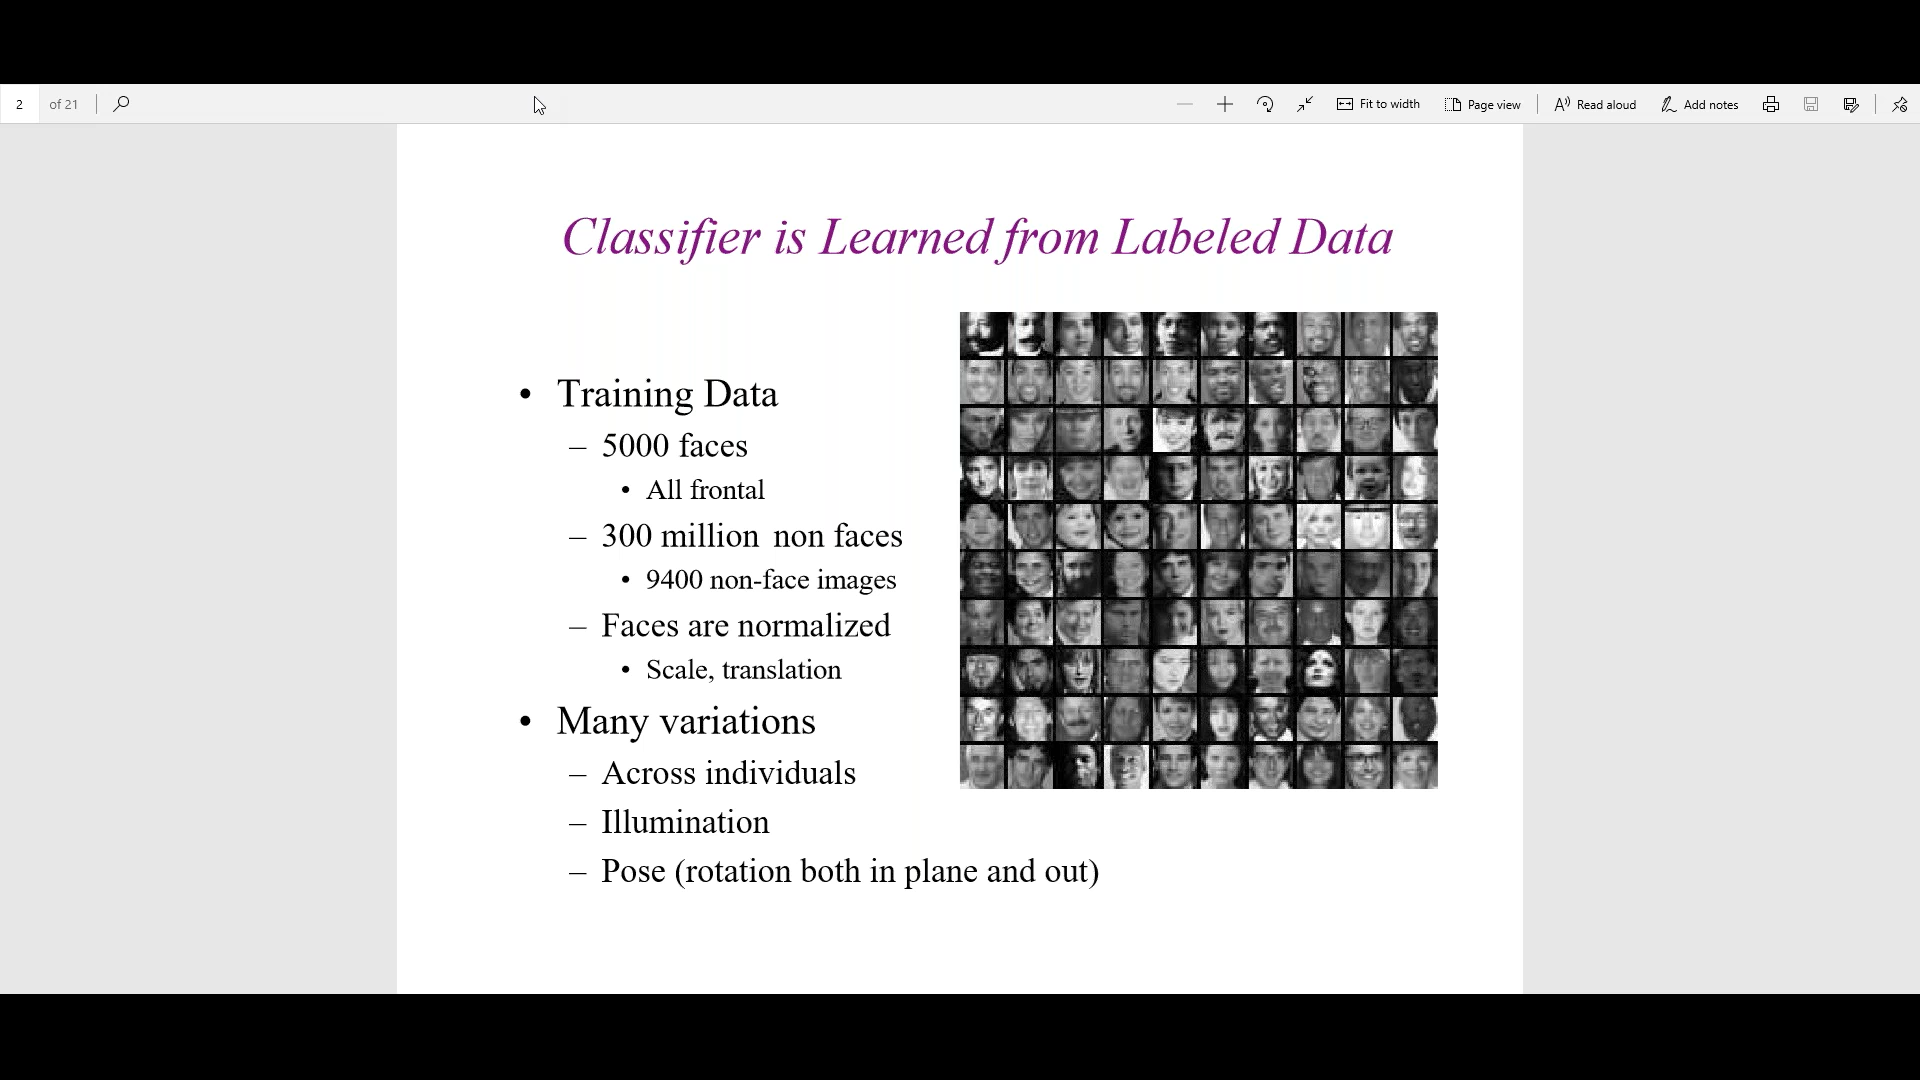 2 of 21 Fit to width Page view Read aloud Add notes
Classifier is Learned from Labeled Data
• Training Data
– 5000 faces
• All frontal
– 300 million non faces
• 9400 non-face images
– Faces are normalized
• Scale, translation
• Many variations
– Across individuals
– Illumination
– Pose (rotation both in plane and out)